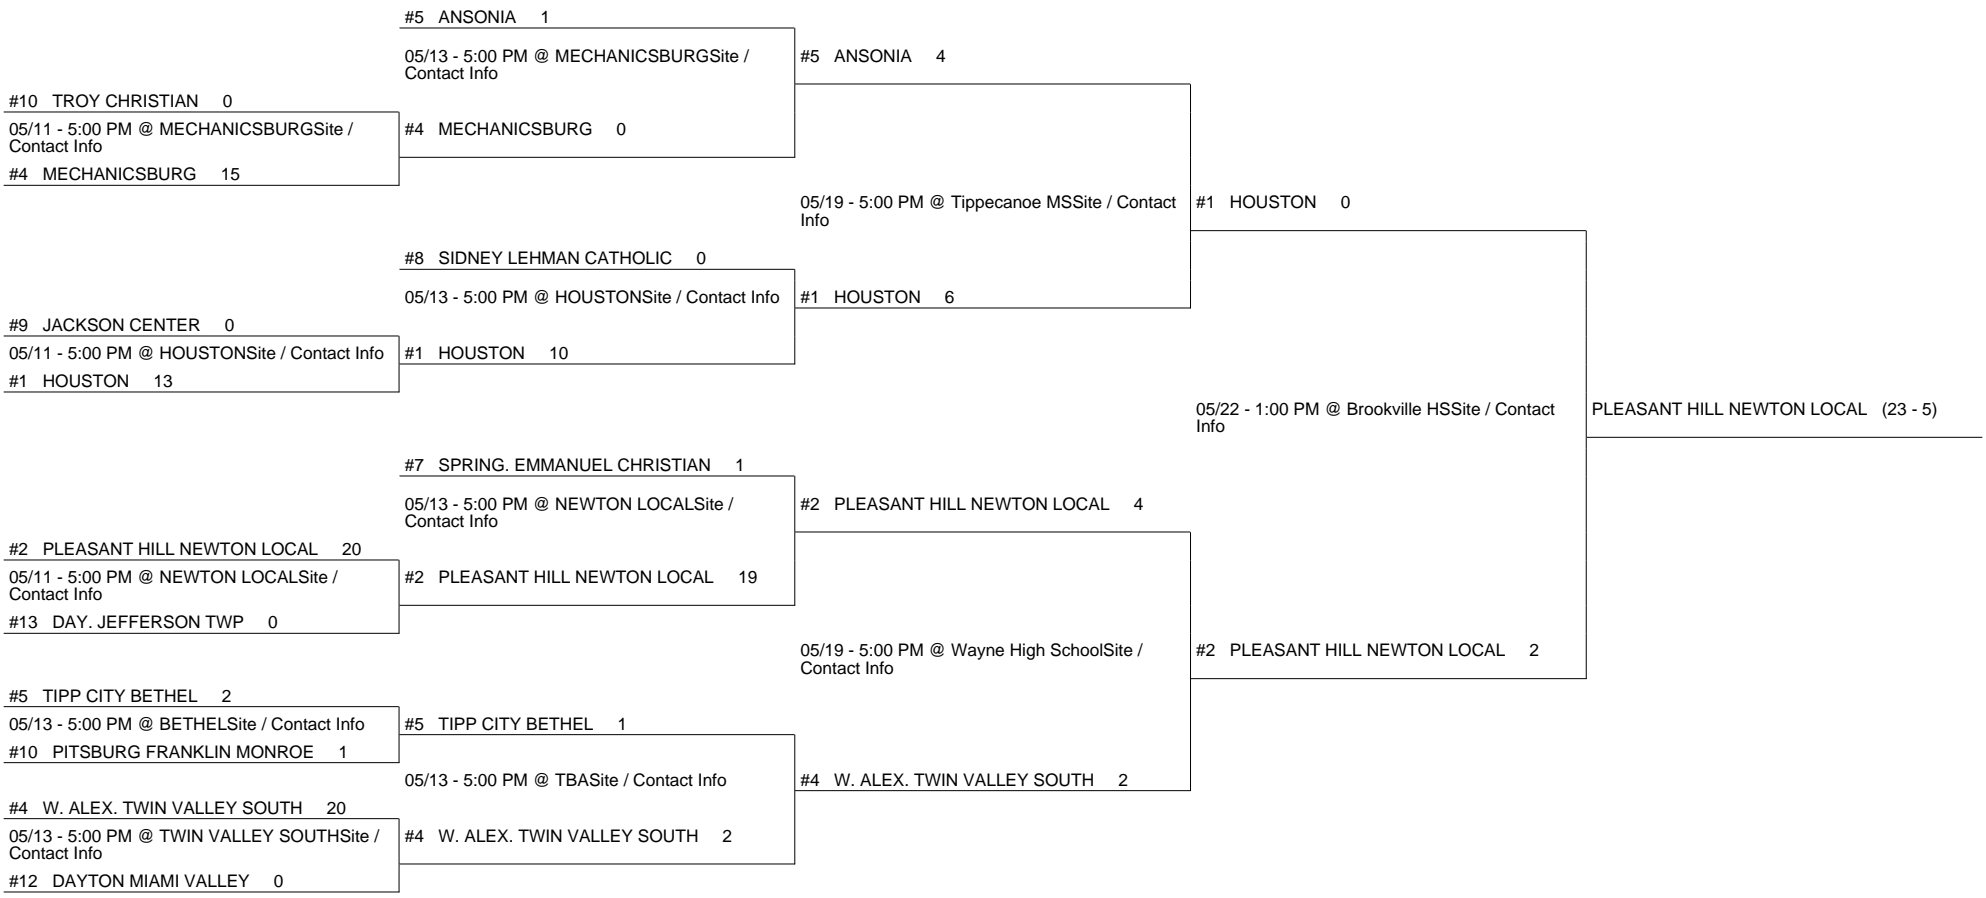 #5 ANSONIA 1
05/13 - 5:00 PM @ MECHANICSBURGSite /
Contact Info
#5 ANSONIA 4
#10 TROY CHRISTIAN 0
05/11 - 5:00 PM @ MECHANICSBURGSite /
Contact Info
#4 MECHANICSBURG 0
#4 MECHANICSBURG 15
05/19 - 5:00 PM @ Tippecanoe MSSite / Contact
Info
#1 HOUSTON 0
#8 SIDNEY LEHMAN CATHOLIC 0
05/13 - 5:00 PM @ HOUSTONSite / Contact Info
#1 HOUSTON 6
#9 JACKSON CENTER 0
05/11 - 5:00 PM @ HOUSTONSite / Contact Info
#1 HOUSTON 10
#1 HOUSTON 13
05/22 - 1:00 PM @ Brookville HSSite / Contact
Info
PLEASANT HILL NEWTON LOCAL (23 - 5)
#7 SPRING. EMMANUEL CHRISTIAN 1
05/13 - 5:00 PM @ NEWTON LOCALSite /
Contact Info
#2 PLEASANT HILL NEWTON LOCAL 4
#2 PLEASANT HILL NEWTON LOCAL 20
05/11 - 5:00 PM @ NEWTON LOCALSite /
Contact Info
#2 PLEASANT HILL NEWTON LOCAL 19
#13 DAY. JEFFERSON TWP 0
05/19 - 5:00 PM @ Wayne High SchoolSite /
Contact Info
#2 PLEASANT HILL NEWTON LOCAL 2
#5 TIPP CITY BETHEL 2
05/13 - 5:00 PM @ BETHELSite / Contact Info
#5 TIPP CITY BETHEL 1
#10 PITSBURG FRANKLIN MONROE 1
05/13 - 5:00 PM @ TBASite / Contact Info
#4 W. ALEX. TWIN VALLEY SOUTH 2
#4 W. ALEX. TWIN VALLEY SOUTH 20
05/13 - 5:00 PM @ TWIN VALLEY SOUTHSite /
Contact Info
#4 W. ALEX. TWIN VALLEY SOUTH 2
#12 DAYTON MIAMI VALLEY 0